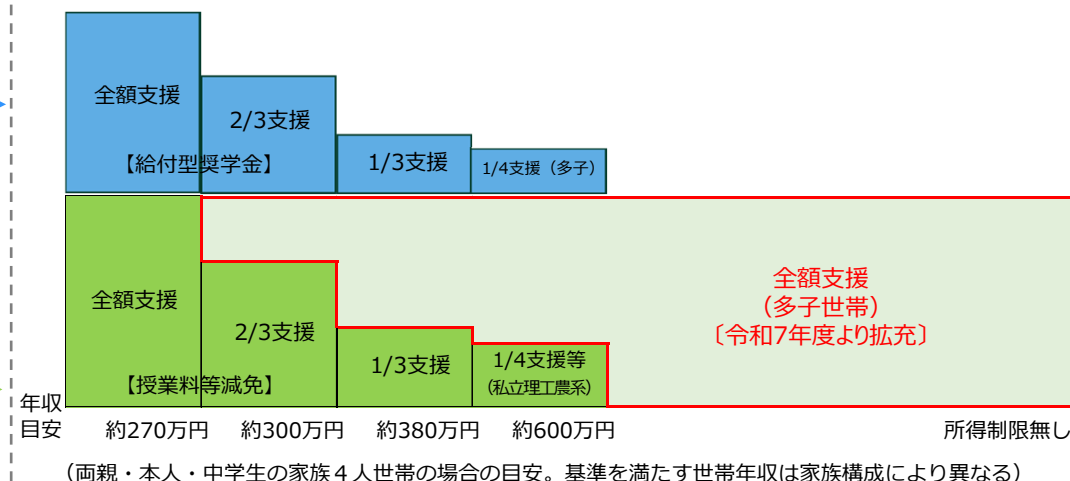 全額支援
2/3支援
【給付型奨学金】
1/3支援
1/4支援（多子）
全額支援
2/3支援
【授業料等減免】
1/3支援
1/4支援等
(私立理工農系)
全額支援
(多子世帯)
〔令和7年度より拡充〕
年収
目安
約270万円 約300万円 約380万円 約600万円 所得制限無し
（両親・本人・中学生の家族４人世帯の場合の目安。基準を満たす世帯年収は家族構成により異なる）